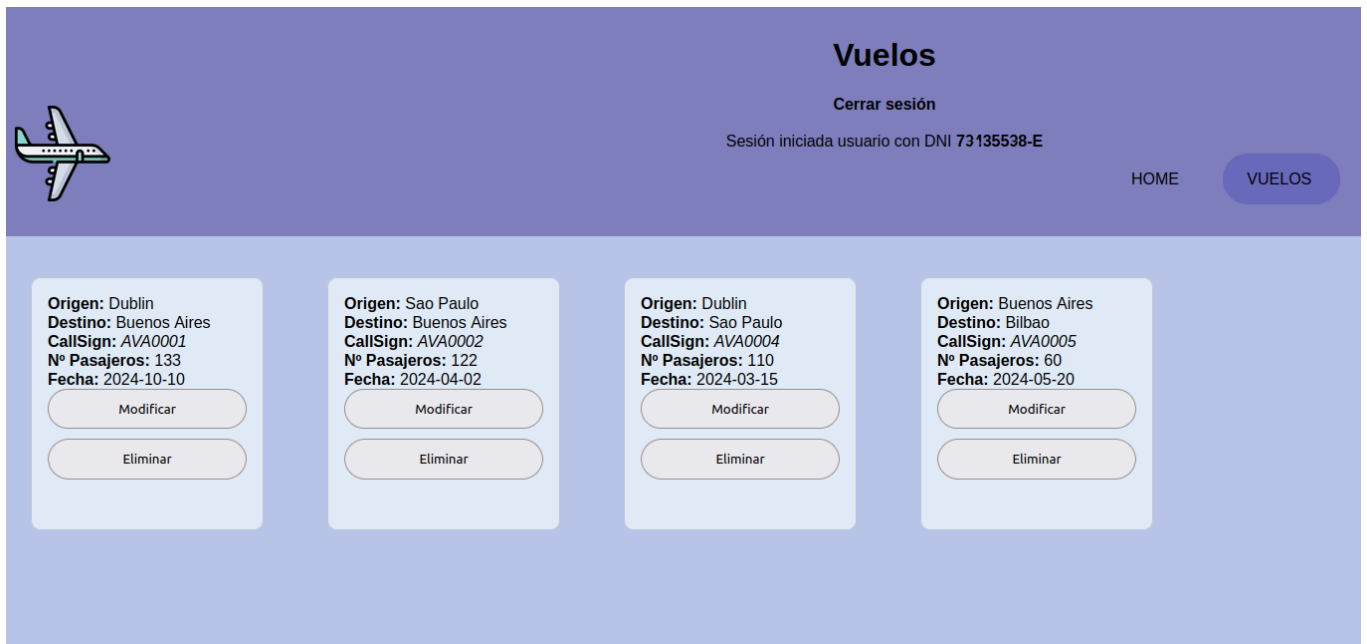 Vuelos
Cerrar sesión
Sesión iniciada usuario con DNI 73135538-E
HOME
VUELOS
Origen: Dublin
Destino: Buenos Aires
CallSign: AVA0001
Nº Pasajeros: 133
Fecha: 2024-10-10
Modificar
Eliminar
Origen: Sao Paulo
Destino: Buenos Aires
CallSign: AVA0002
Nº Pasajeros: 122
Fecha: 2024-04-02
Modificar
Eliminar
Origen: Dublin
Destino: Sao Paulo
CallSign: AVA0004
Nº Pasajeros: 110
Fecha: 2024-03-15
Modificar
Eliminar
Origen: Buenos Aires
Destino: Bilbao
CallSign: AVA0005
Nº Pasajeros: 60
Fecha: 2024-05-20
Modificar
Eliminar